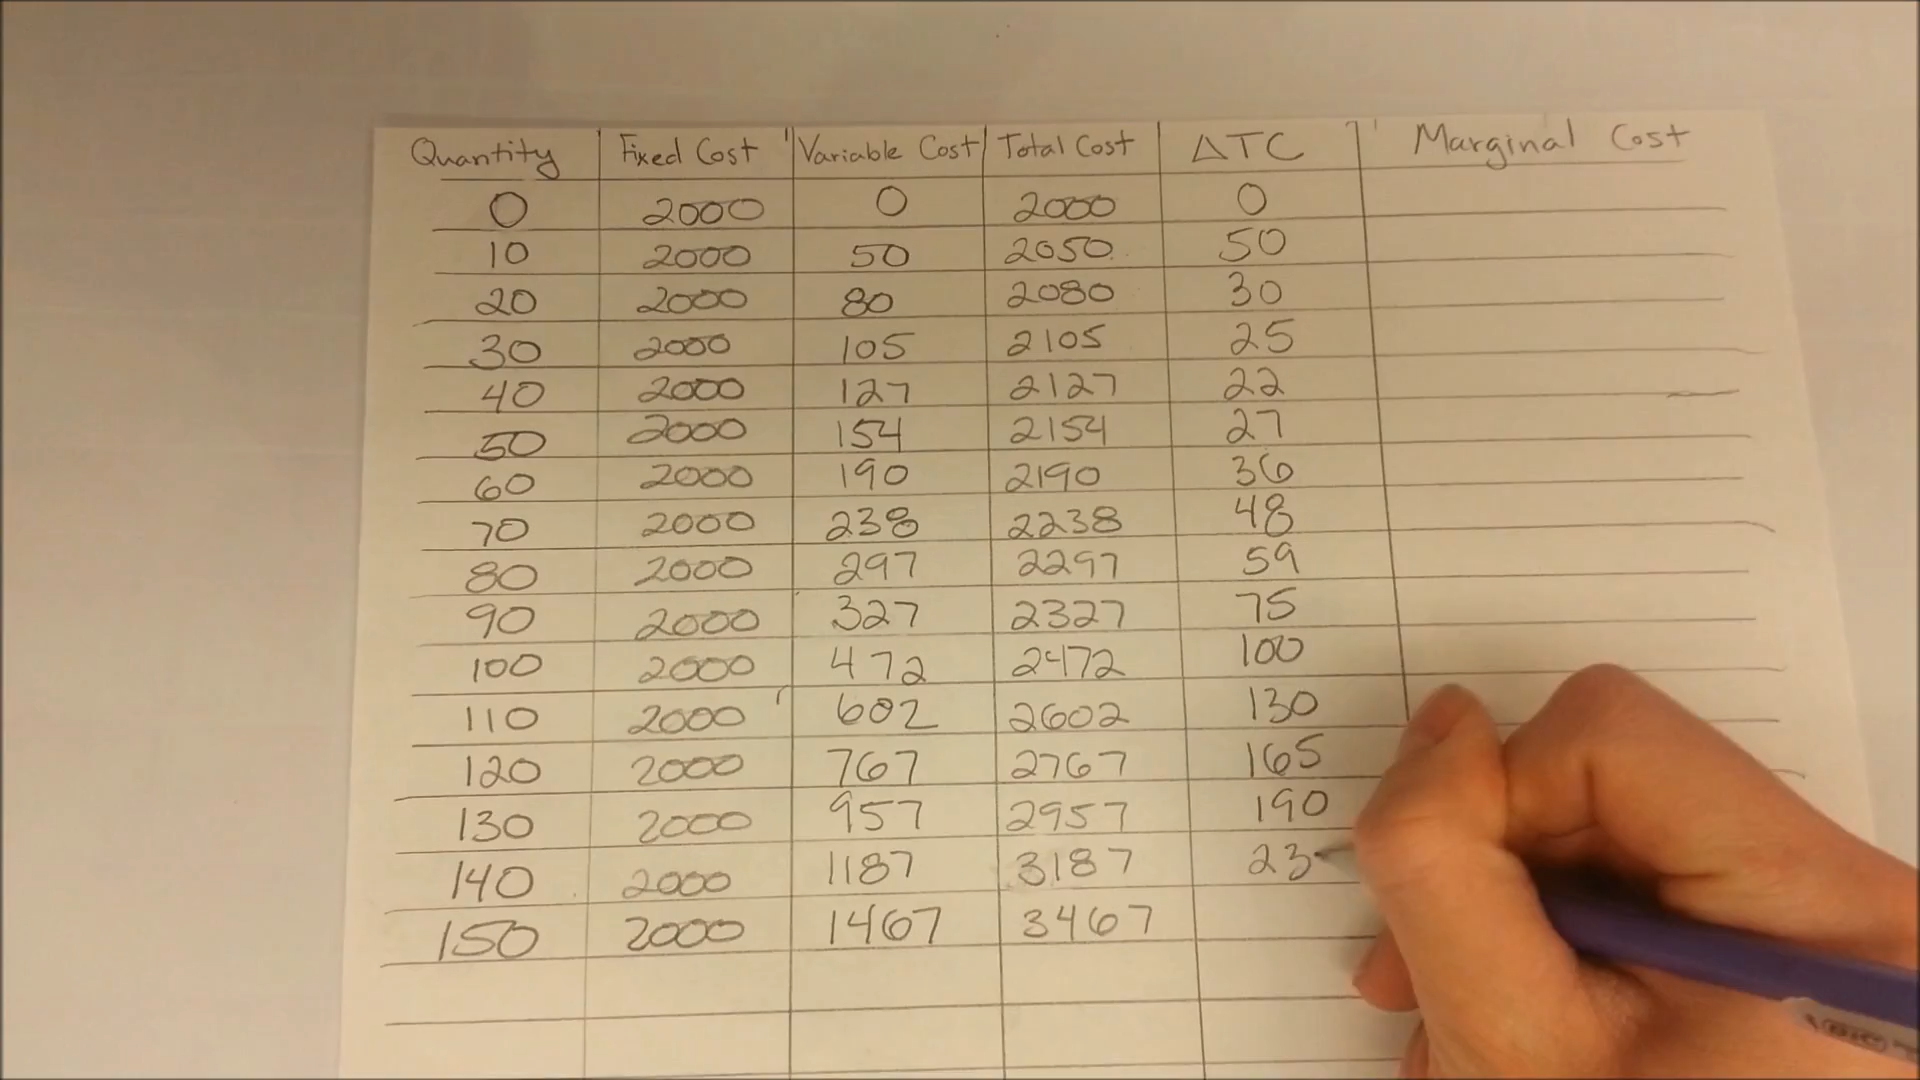 Quantity Fixed Cost Variable Cost Total Cost ΔTC Marginal Cost
0 2000 0 2000 0
10 2000 50 2050 50
20 2000 80 2080 30
30 2000 105 2105 25
40 2000 127 2127 22
50 2000 154 2154 27
60 2000 190 2190 36
70 2000 238 2238 48
80 2000 297 2297 59
90 2000 327 2327 75
100 2000 472 2472 100
110 2000 602 2602 130
120 2000 767 2767 165
130 2000 957 2957 190
140 2000 1187 3187 23
150 2000 1467 3467